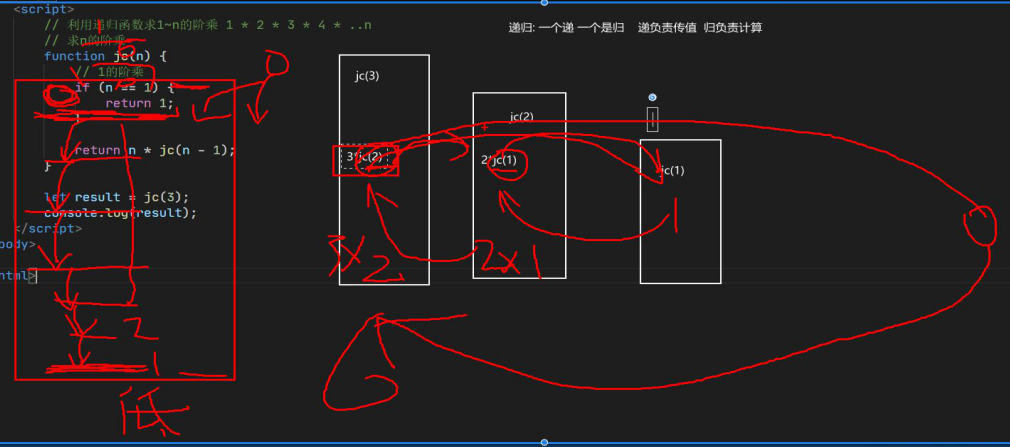 <script>
// 利用递归函数求1~n的阶乘 1 * 2 * 3 * 4 * ..n
// 求n的阶乘
function jc(n) {
// 1的阶乘
if (n == 1) {
return 1;
return n * jc(n - 1);
}
let result = jc(3);
console.log(result);
</script>
body>
html>
递归: 一个递 一个是归 递负责传值 归负责计算
jc(3)
3*jc(2)
3×2
jc(2)
2*jc(1)
2×1
jc(1)
1
5
2
1
低